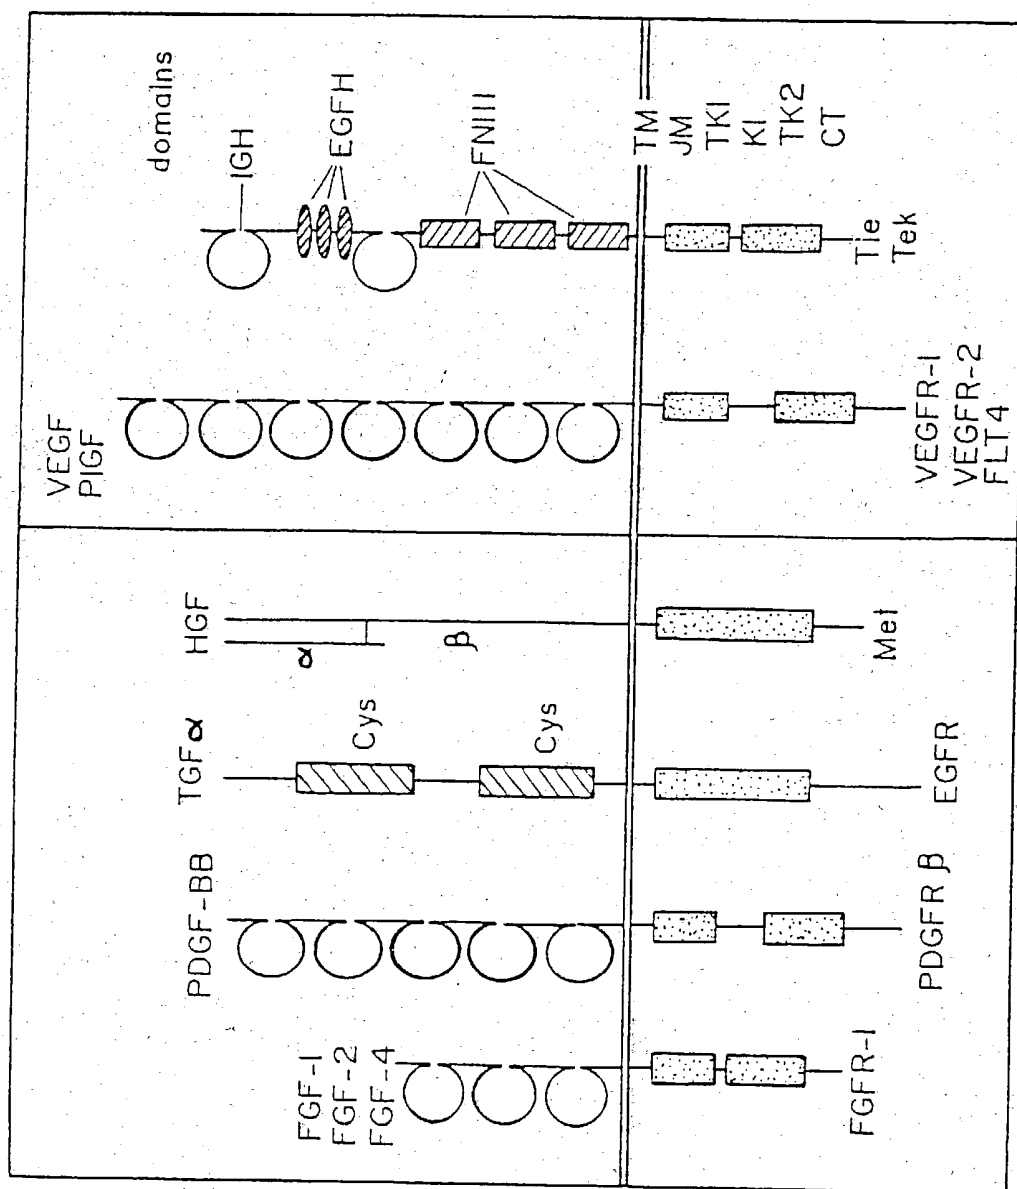 VEGF
PlGF
domains
FGF-1
FGF-2
FGF-4
PDGF-BB
TGFα
HGF
IGH
EGFH
α
β
Cys
Cys
FNIII
TM
JM
TK1
KI
TK2
CT
FGFR-1
PDGFR β
EGFR
Met
VEGFR-1
VEGFR-2
FLT4
Tie
Tek